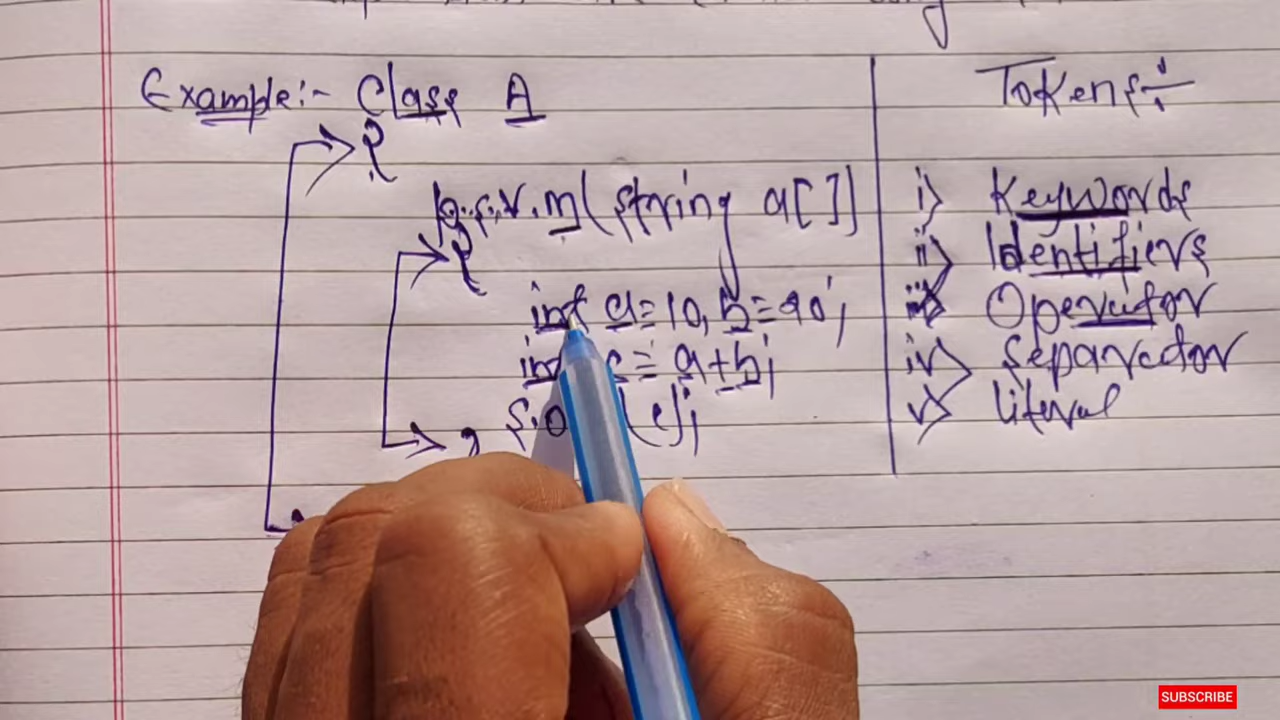 Example:- Class A
{
p.s.v.m(string a[]
{
int a=10, b=20;
int c = a+b;
s.o (c);
Tokens:-
i> Keywords
ii> Identifiers
iii> Operator
iv> Separator
v> literal
SUBSCRIBE